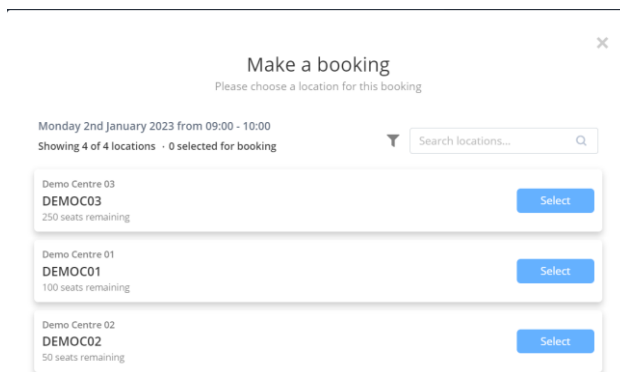 Make a booking
Please choose a location for this booking
Monday 2nd January 2023 from 09:00 - 10:00
Showing 4 of 4 locations · 0 selected for booking
Search locations...
Demo Centre 03
DEMOC03
250 seats remaining
Select
Demo Centre 01
DEMOC01
100 seats remaining
Select
Demo Centre 02
DEMOC02
50 seats remaining
Select